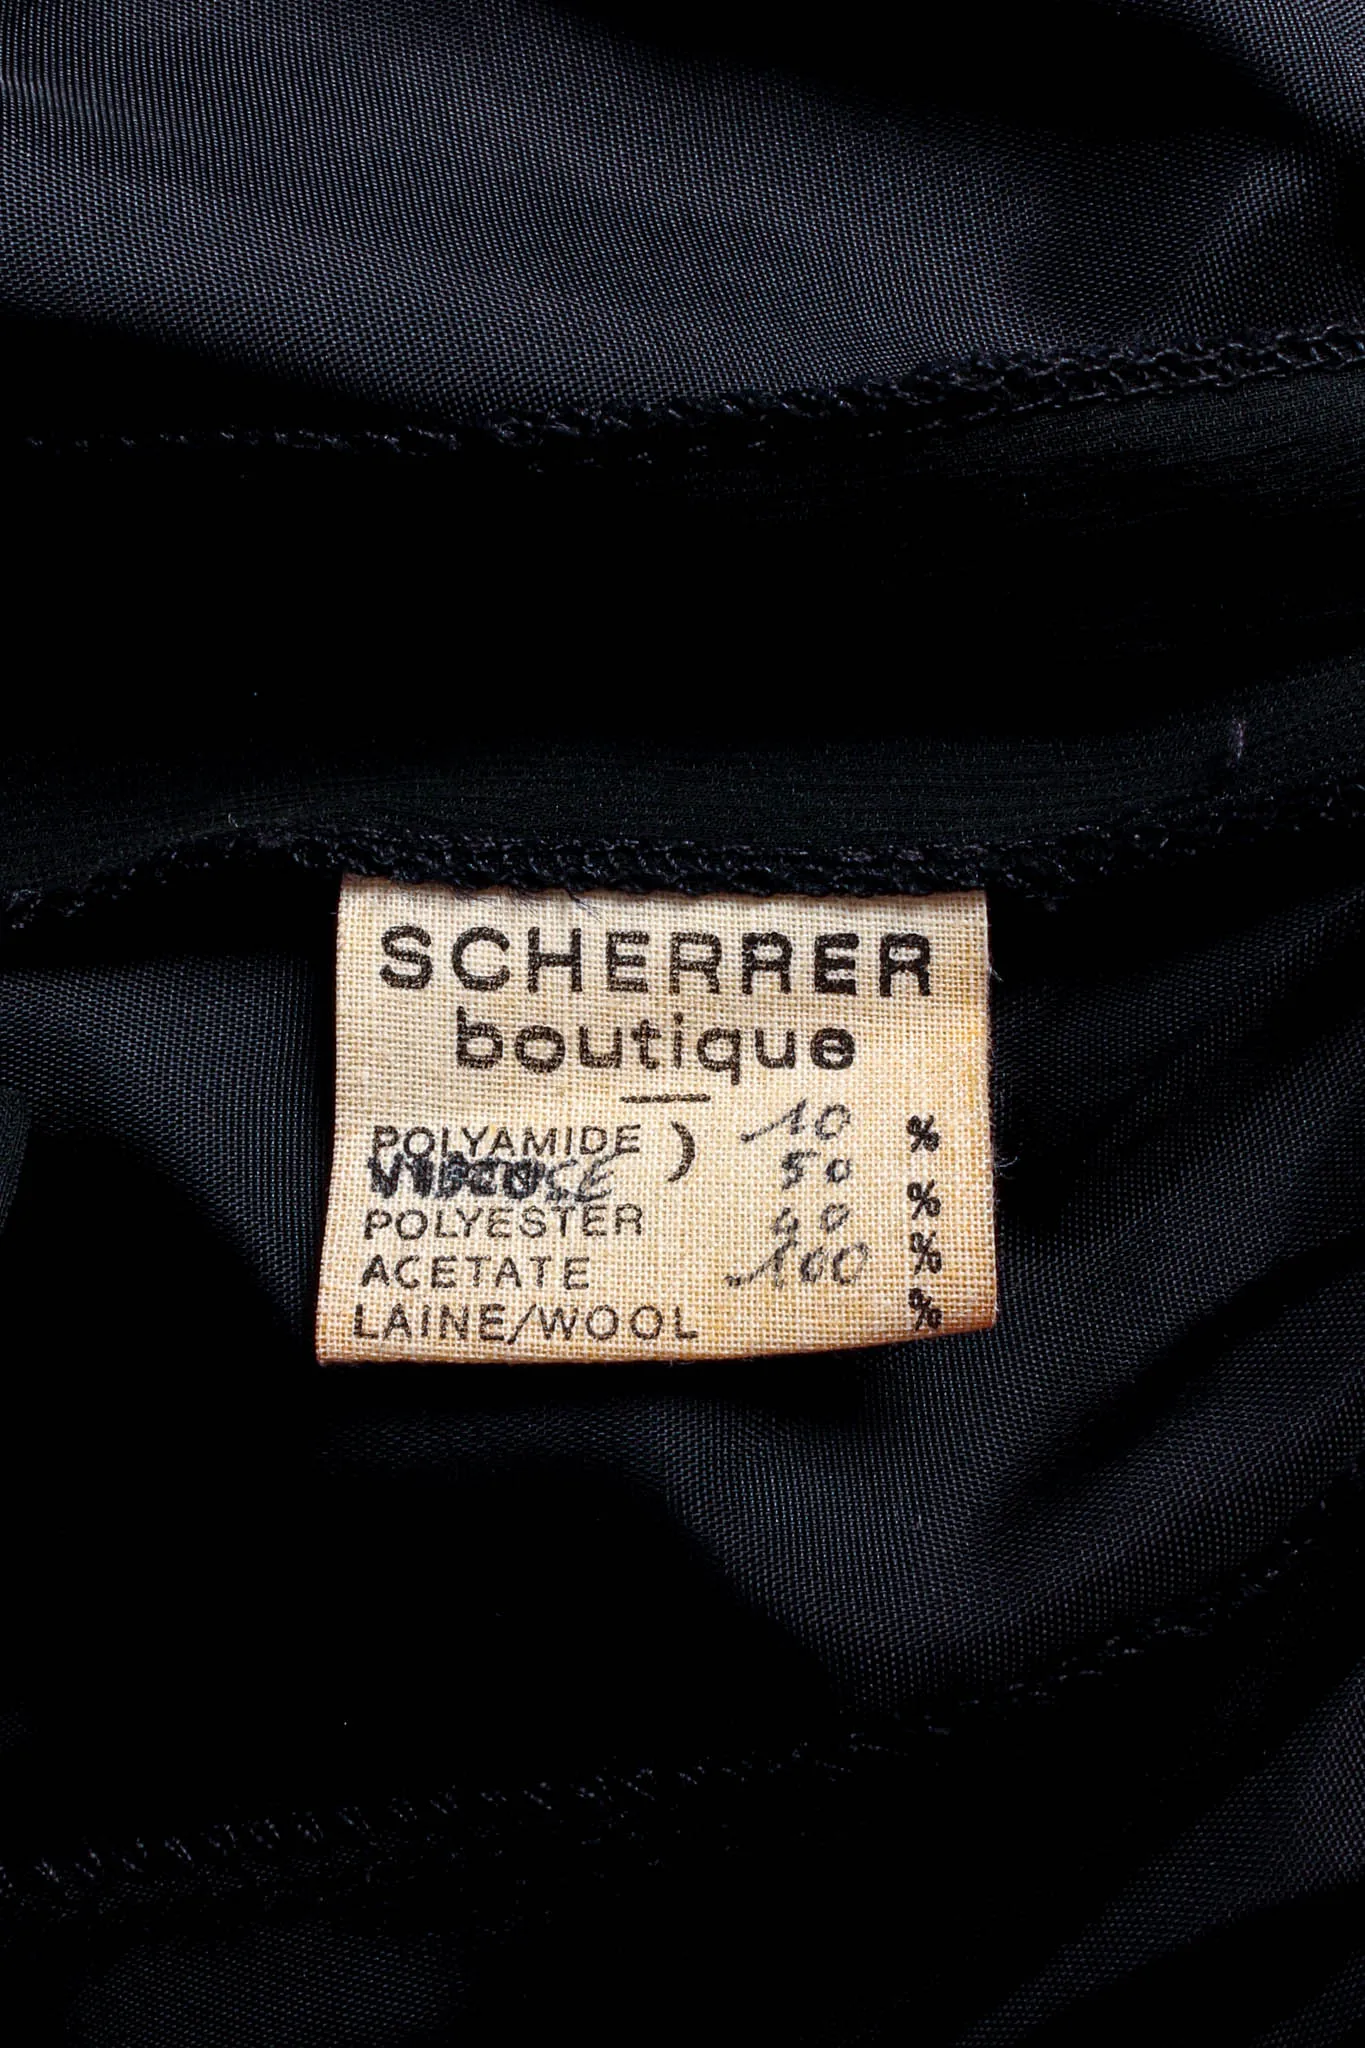 SCHERRER
boutique
POLYAMIDE ) 10 %
VISCOSE 50
POLYESTER 40 %
ACETATE 100 %
LAINE/WOOL %